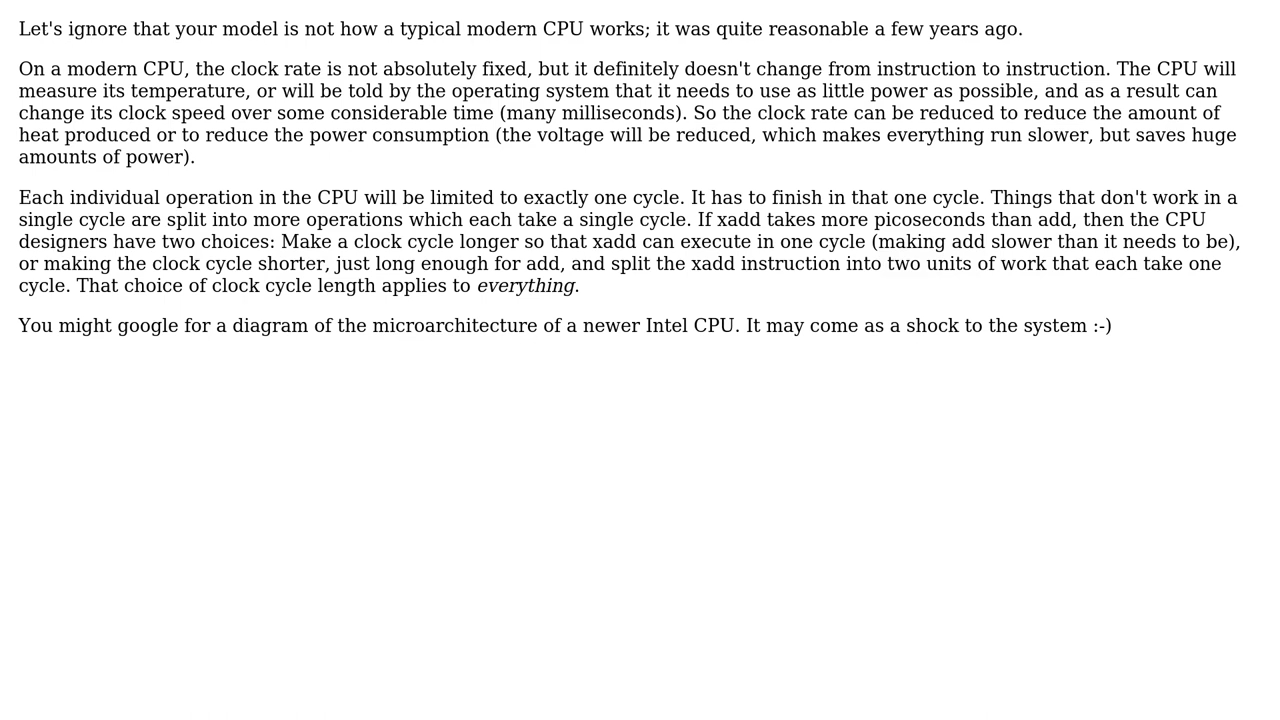 Let's ignore that your model is not how a typical modern CPU works; it was quite reasonable a few years ago.
On a modern CPU, the clock rate is not absolutely fixed, but it definitely doesn't change from instruction to instruction. The CPU will
measure its temperature, or will be told by the operating system that it needs to use as little power as possible, and as a result can
change its clock speed over some considerable time (many milliseconds). So the clock rate can be reduced to reduce the amount of
heat produced or to reduce the power consumption (the voltage will be reduced, which makes everything run slower, but saves huge
amounts of power).
Each individual operation in the CPU will be limited to exactly one cycle. It has to finish in that one cycle. Things that don't work in a
single cycle are split into more operations which each take a single cycle. If xadd takes more picoseconds than add, then the CPU
designers have two choices: Make a clock cycle longer so that xadd can execute in one cycle (making add slower than it needs to be),
or making the clock cycle shorter, just long enough for add, and split the xadd instruction into two units of work that each take one
cycle. That choice of clock cycle length applies to everything.
You might google for a diagram of the microarchitecture of a newer Intel CPU. It may come as a shock to the system :-)